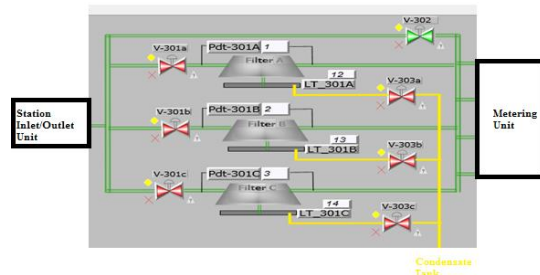 V-302
V-301a
Pdt-301A 1
Filter A
12
LT_301A
V-303a
Station
Inlet/Outlet
Unit
V-301b
Pdt-301B 2
Filter B
13
LT_301B
V-303b
Metering
Unit
V-301c
Pdt-301C 3
Filter C
14
LT_301C
V-303c
Condensate
Tank